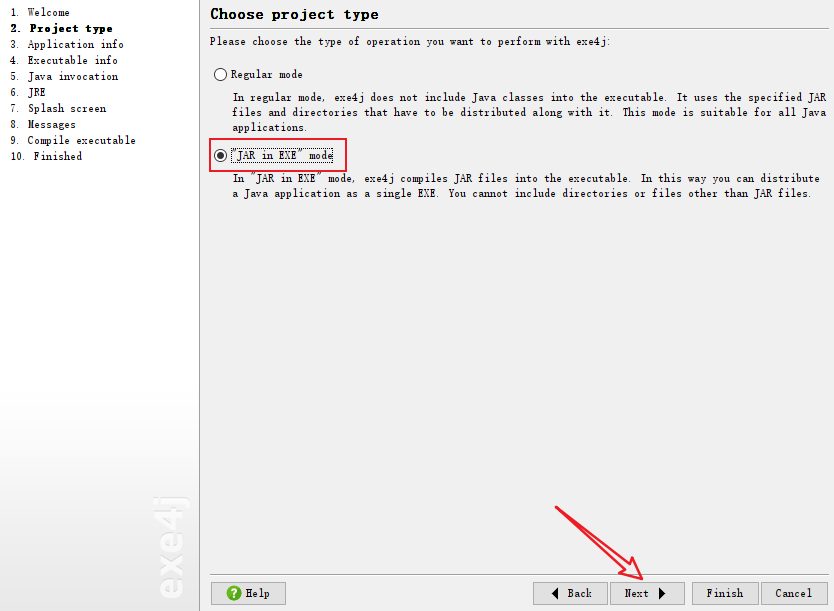 1. Welcome
2. Project type
3. Application info
4. Executable info
5. Java invocation
6. JRE
7. Splash screen
8. Messages
9. Compile executable
10. Finished
exe4j
Choose project type
Please choose the type of operation you want to perform with exe4j:
Regular mode
In regular mode, exe4j does not include Java classes into the executable. It uses the specified JAR
files and directories that have to be distributed along with it. This mode is suitable for all Java
applications.
"JAR in EXE" mode
In "JAR in EXE" mode, exe4j compiles JAR files into the executable. In this way you can distribute
a Java application as a single EXE. You cannot include directories or files other than JAR files.
Help
Back
Next
Finish
Cancel